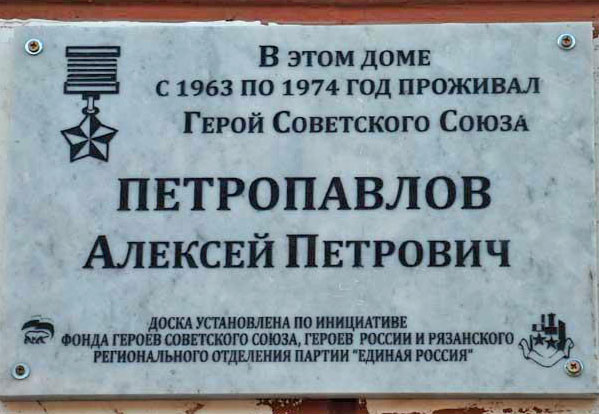 В ЭТОМ ДОМЕ
С 1963 ПО 1974 ГОД ПРОЖИВАЛ
ГЕРОЙ СОВЕТСКОГО СОЮЗА
ПЕТРОПАВЛОВ
АЛЕКСЕЙ ПЕТРОВИЧ
ДОСКА УСТАНОВЛЕНА ПО ИНИЦИАТИВЕ
ФОНДА ГЕРОЕВ СОВЕТСКОГО СОЮЗА, ГЕРОЕВ РОССИИ И РЯЗАНСКОГО
РЕГИОНАЛЬНОГО ОТДЕЛЕНИЯ ПАРТИИ "ЕДИНАЯ РОССИЯ"